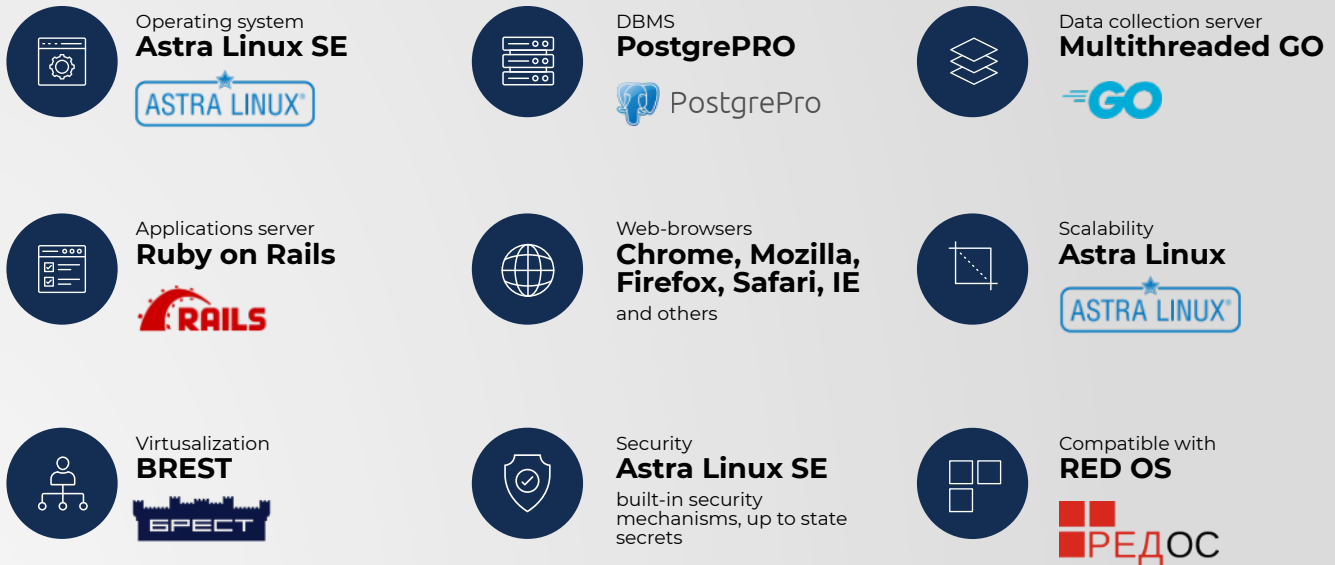 Operating system
Astra Linux SE
ASTRA LINUX®
DBMS
PostgrePRO
PostgrePro
Data collection server
Multithreaded GO
GO
Applications server
Ruby on Rails
RAILS
Web-browsers
Chrome, Mozilla,
Firefox, Safari, IE
and others
Scalability
Astra Linux
ASTRA LINUX®
Virtusalization
BREST
БРЕСТ
Security
Astra Linux SE
built-in security
mechanisms, up to state
secrets
Compatible with
RED OS
РЕДОС